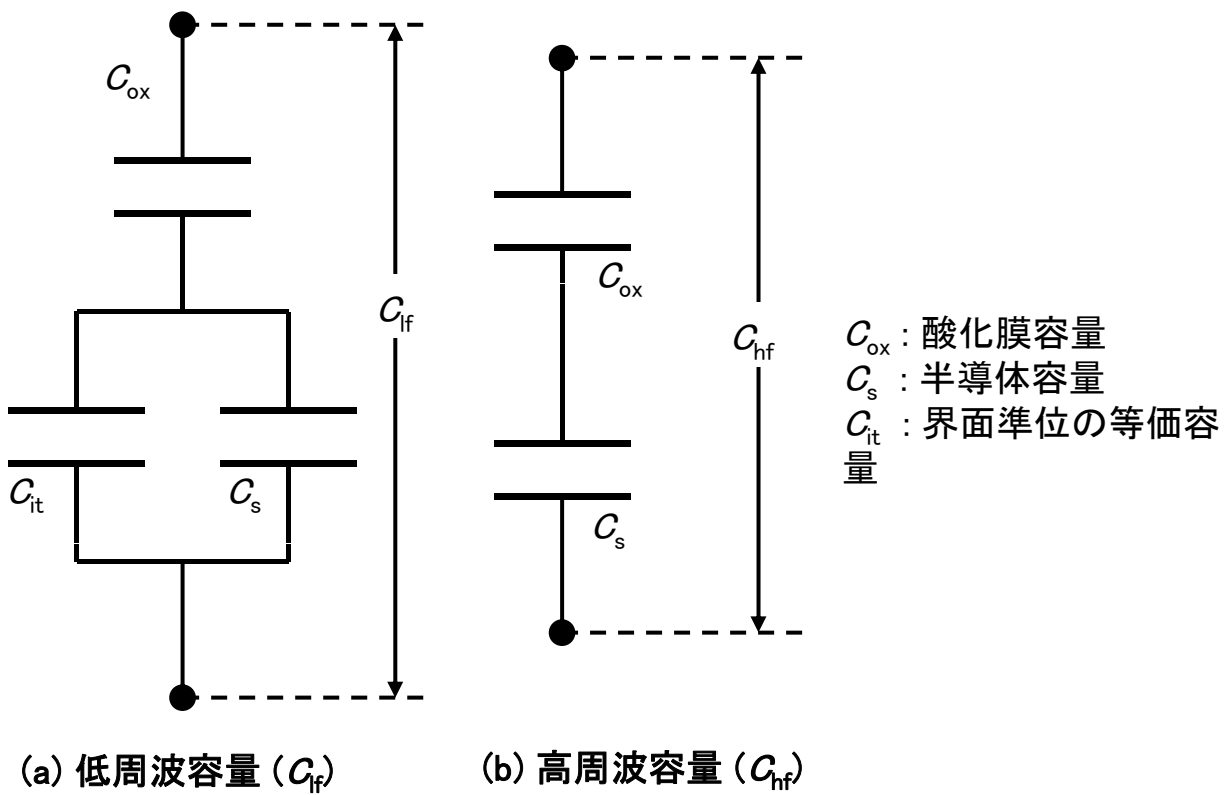 C_ox
C_it
C_s
C_lf
(a) 低周波容量 (C_lf)
C_ox
C_s
C_hf
(b) 高周波容量 (C_hf)
C_ox : 酸化膜容量
C_s : 半導体容量
C_it : 界面準位の等価容
量